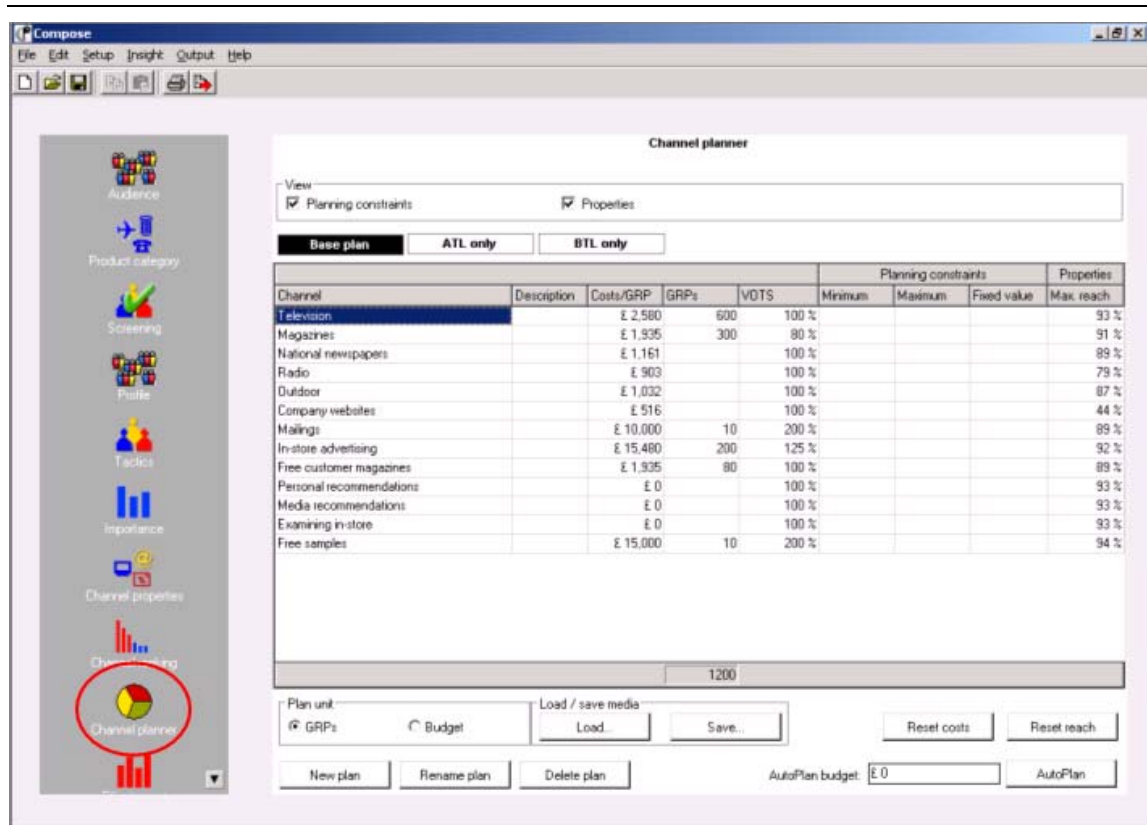 Compose
File Edit Setup Insight Output Help
Audience
Product category
Screening
Profile
Tactics
Importance
Channel properties
Channel planner
Channel planner
View
Planning constraints Properties
Base plan ATL only BTL only
Planning constraints Properties
Channel Description Costs/GRP GRPs VOTS Minimum Maximum Fixed value Max. reach
Television £ 2,580 600 100 % 93 %
Magazines £ 1,935 300 80 % 91 %
National newspapers £ 1,161 100 % 89 %
Radio £ 903 100 % 79 %
Outdoor £ 1,032 100 % 87 %
Company websites £ 516 100 % 44 %
Mailings £ 10,000 10 200 % 89 %
In-store advertising £ 15,480 200 125 % 92 %
Free customer magazines £ 1,935 80 100 % 89 %
Personal recommendations £ 0 100 % 93 %
Media recommendations £ 0 100 % 93 %
Examining in-store £ 0 100 % 93 %
Free samples £ 15,000 10 200 % 94 %
1200
Plan unit
GRPs Budget
Load / save media
Load... Save...
Reset costs Reset reach
New plan Rename plan Delete plan
AutoPlan budget: £ 0 AutoPlan